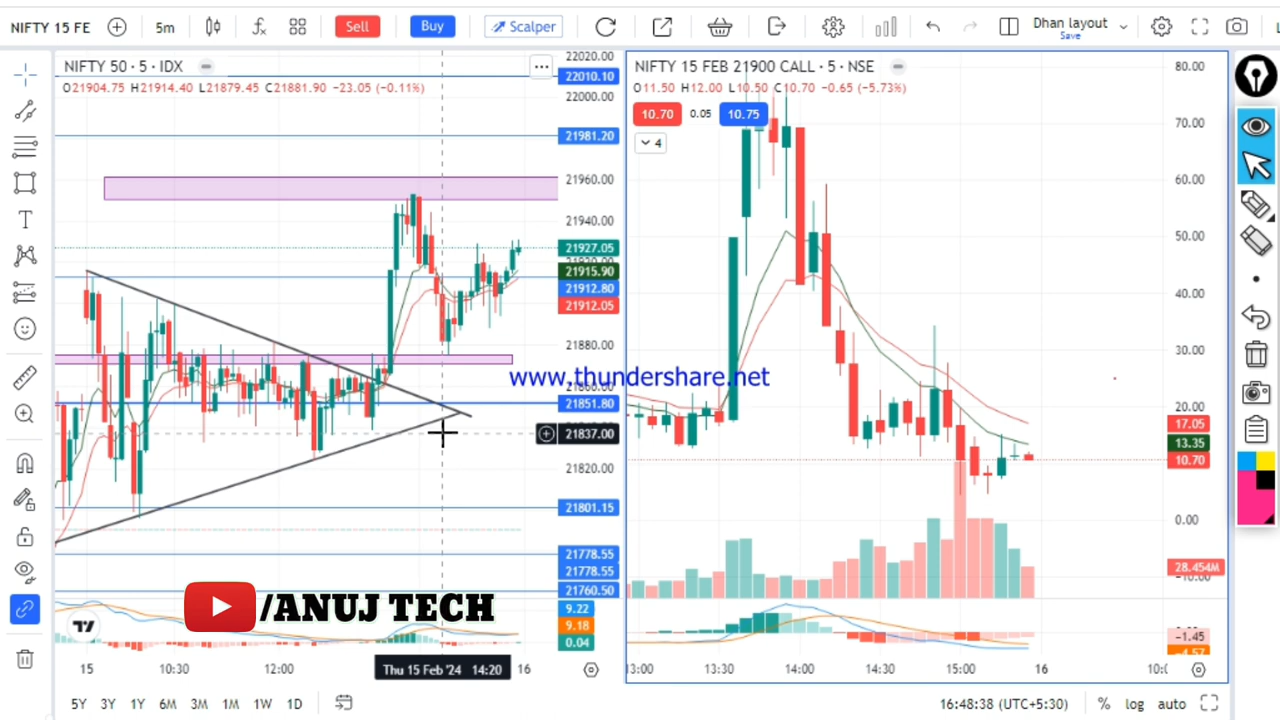 NIFTY 15 FE
5m
Sell
Buy
Scalper
Dhan layout
Save
NIFTY 50 · 5 · IDX
O21904.75 H21914.40 L21879.45 C21881.90 −23.05 (−0.11%)
22020.00
22010.10
22000.00
21981.20
21960.00
21940.00
21927.05
21915.90
21912.80
21912.05
21880.00
21860.00
21851.80
21837.00
21820.00
21801.15
21778.55
21778.55
21760.50
9.22
9.18
0.04
15
10:30
12:00
Thu 15 Feb '24 14:20
16
NIFTY 15 FEB 21900 CALL · 5 · NSE
O11.50 H12.00 L10.50 C10.70 −0.65 (−5.73%)
10.70
0.05
10.75
4
80.00
70.00
60.00
50.00
40.00
30.00
20.00
17.05
13.35
10.70
0.00
28.454M
−10.00
−1.45
−4.57
13:00
13:30
14:00
14:30
15:00
16
www.thundershare.net
/ANUJ TECH
5Y
3Y
1Y
6M
3M
1M
1W
1D
16:48:38 (UTC+5:30)
%
log
auto